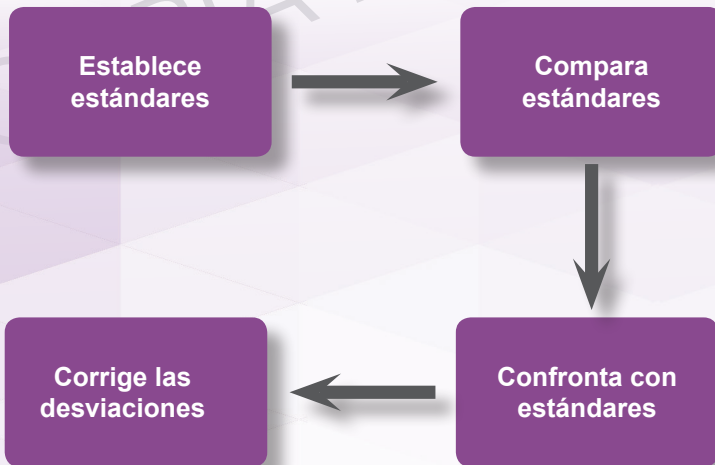 Establece
estándares
Compara
estándares
Confronta con
estándares
Corrige las
desviaciones